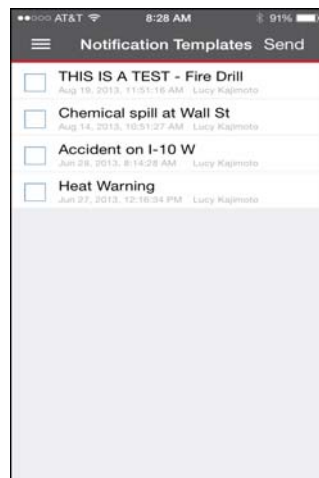 AT&T 8:28 AM 91%
Notification Templates Send
THIS IS A TEST - Fire Drill
Aug 19, 2013, 11:51:16 AM Lucy Kajimoto
Chemical spill at Wall St
Aug 14, 2013, 10:51:27 AM Lucy Kajimoto
Accident on I-10 W
Jun 28, 2013, 8:14:28 AM Lucy Kajimoto
Heat Warning
Jun 27, 2013, 12:16:34 PM Lucy Kajimoto